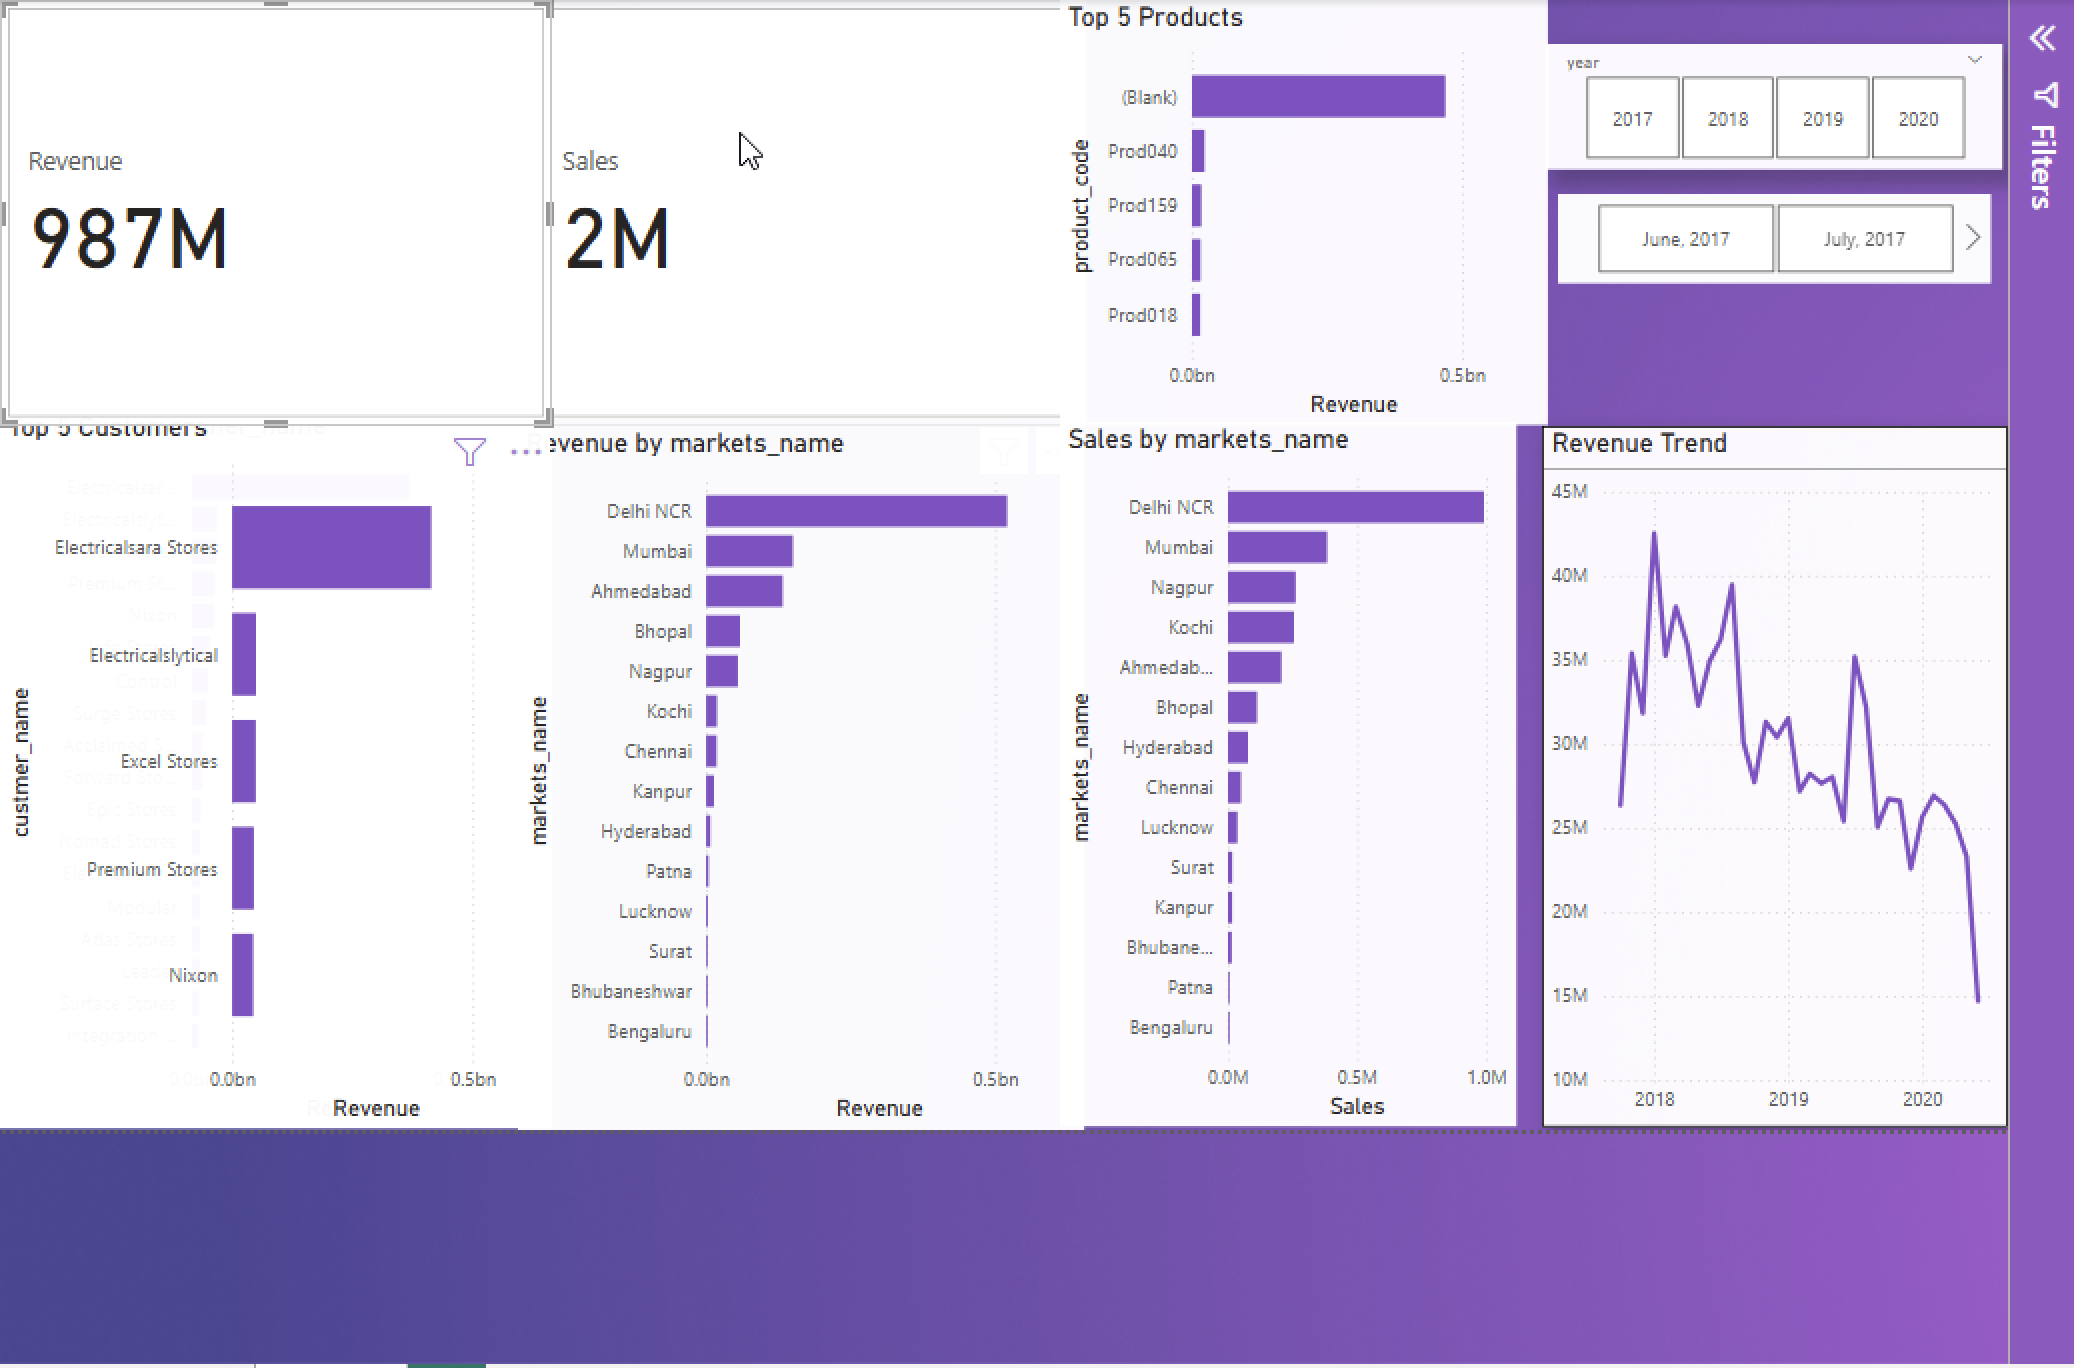 Revenue
987M
Sales
2M
Top 5 Products
product_code
(Blank)
Prod040
Prod159
Prod065
Prod018
0.0bn
0.5bn
Revenue
year
2017
2018
2019
2020
June, 2017
July, 2017
Filters
Top 5 Customers
custmer_name
Electricalsara Stores
Electricalslytical
Excel Stores
Premium Stores
Nixon
0.0bn
0.5bn
Revenue
Revenue by markets_name
markets_name
Delhi NCR
Mumbai
Ahmedabad
Bhopal
Nagpur
Kochi
Chennai
Kanpur
Hyderabad
Patna
Lucknow
Surat
Bhubaneshwar
Bengaluru
0.0bn
0.5bn
Revenue
Sales by markets_name
markets_name
Delhi NCR
Mumbai
Nagpur
Kochi
Ahmedab...
Bhopal
Hyderabad
Chennai
Lucknow
Surat
Kanpur
Bhubane...
Patna
Bengaluru
0.0M
0.5M
1.0M
Sales
Revenue Trend
45M
40M
35M
30M
25M
20M
15M
10M
2018
2019
2020